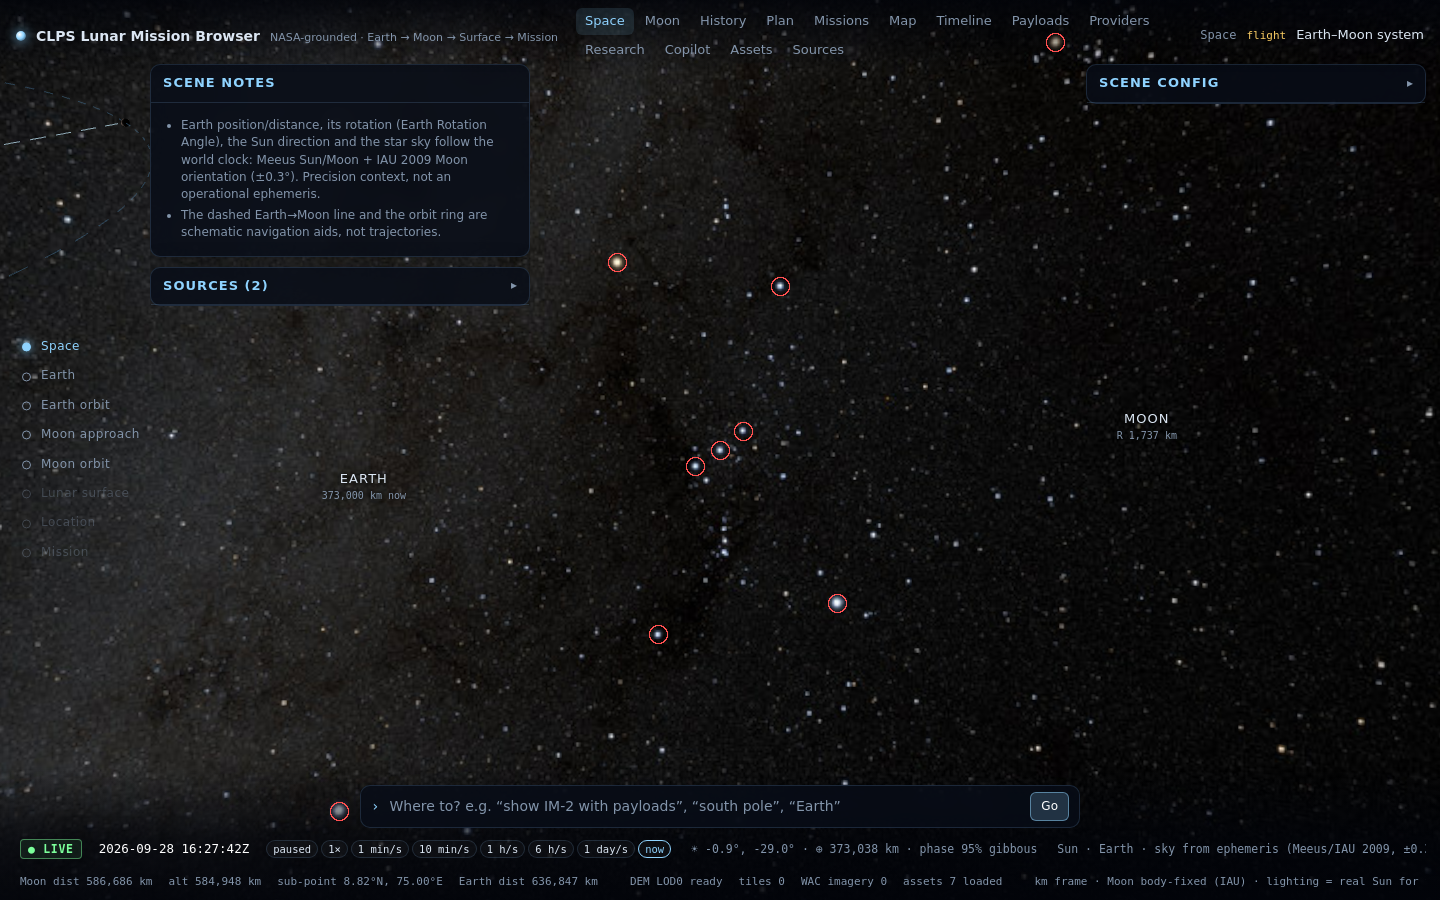 CLPS Lunar Mission Browser NASA-grounded · Earth → Moon → Surface → Mission
Space Moon History Plan Missions Map Timeline Payloads Providers
Research Copilot Assets Sources
Space flight Earth–Moon system
SCENE NOTES
• Earth position/distance, its rotation (Earth Rotation
Angle), the Sun direction and the star sky follow the
world clock: Meeus Sun/Moon + IAU 2009 Moon
orientation (±0.3°). Precision context, not an
operational ephemeris.
• The dashed Earth→Moon line and the orbit ring are
schematic navigation aids, not trajectories.
SOURCES (2) ▸
SCENE CONFIG ▸
Space
Earth
Earth orbit
Moon approach
Moon orbit
Lunar surface
Location
Mission
EARTH
373,000 km now
MOON
R 1,737 km
› Where to? e.g. “show IM-2 with payloads”, “south pole”, “Earth” Go
● LIVE 2026-09-28 16:27:42Z paused 1× 1 min/s 10 min/s 1 h/s 6 h/s 1 day/s now ☀ -0.9°, -29.0° · ⊕ 373,038 km · phase 95% gibbous Sun · Earth · sky from ephemeris (Meeus/IAU 2009, ±0.
Moon dist 586,686 km alt 584,948 km sub-point 8.82°N, 75.00°E Earth dist 636,847 km DEM LOD0 ready tiles 0 WAC imagery 0 assets 7 loaded km frame · Moon body-fixed (IAU) · lighting = real Sun for